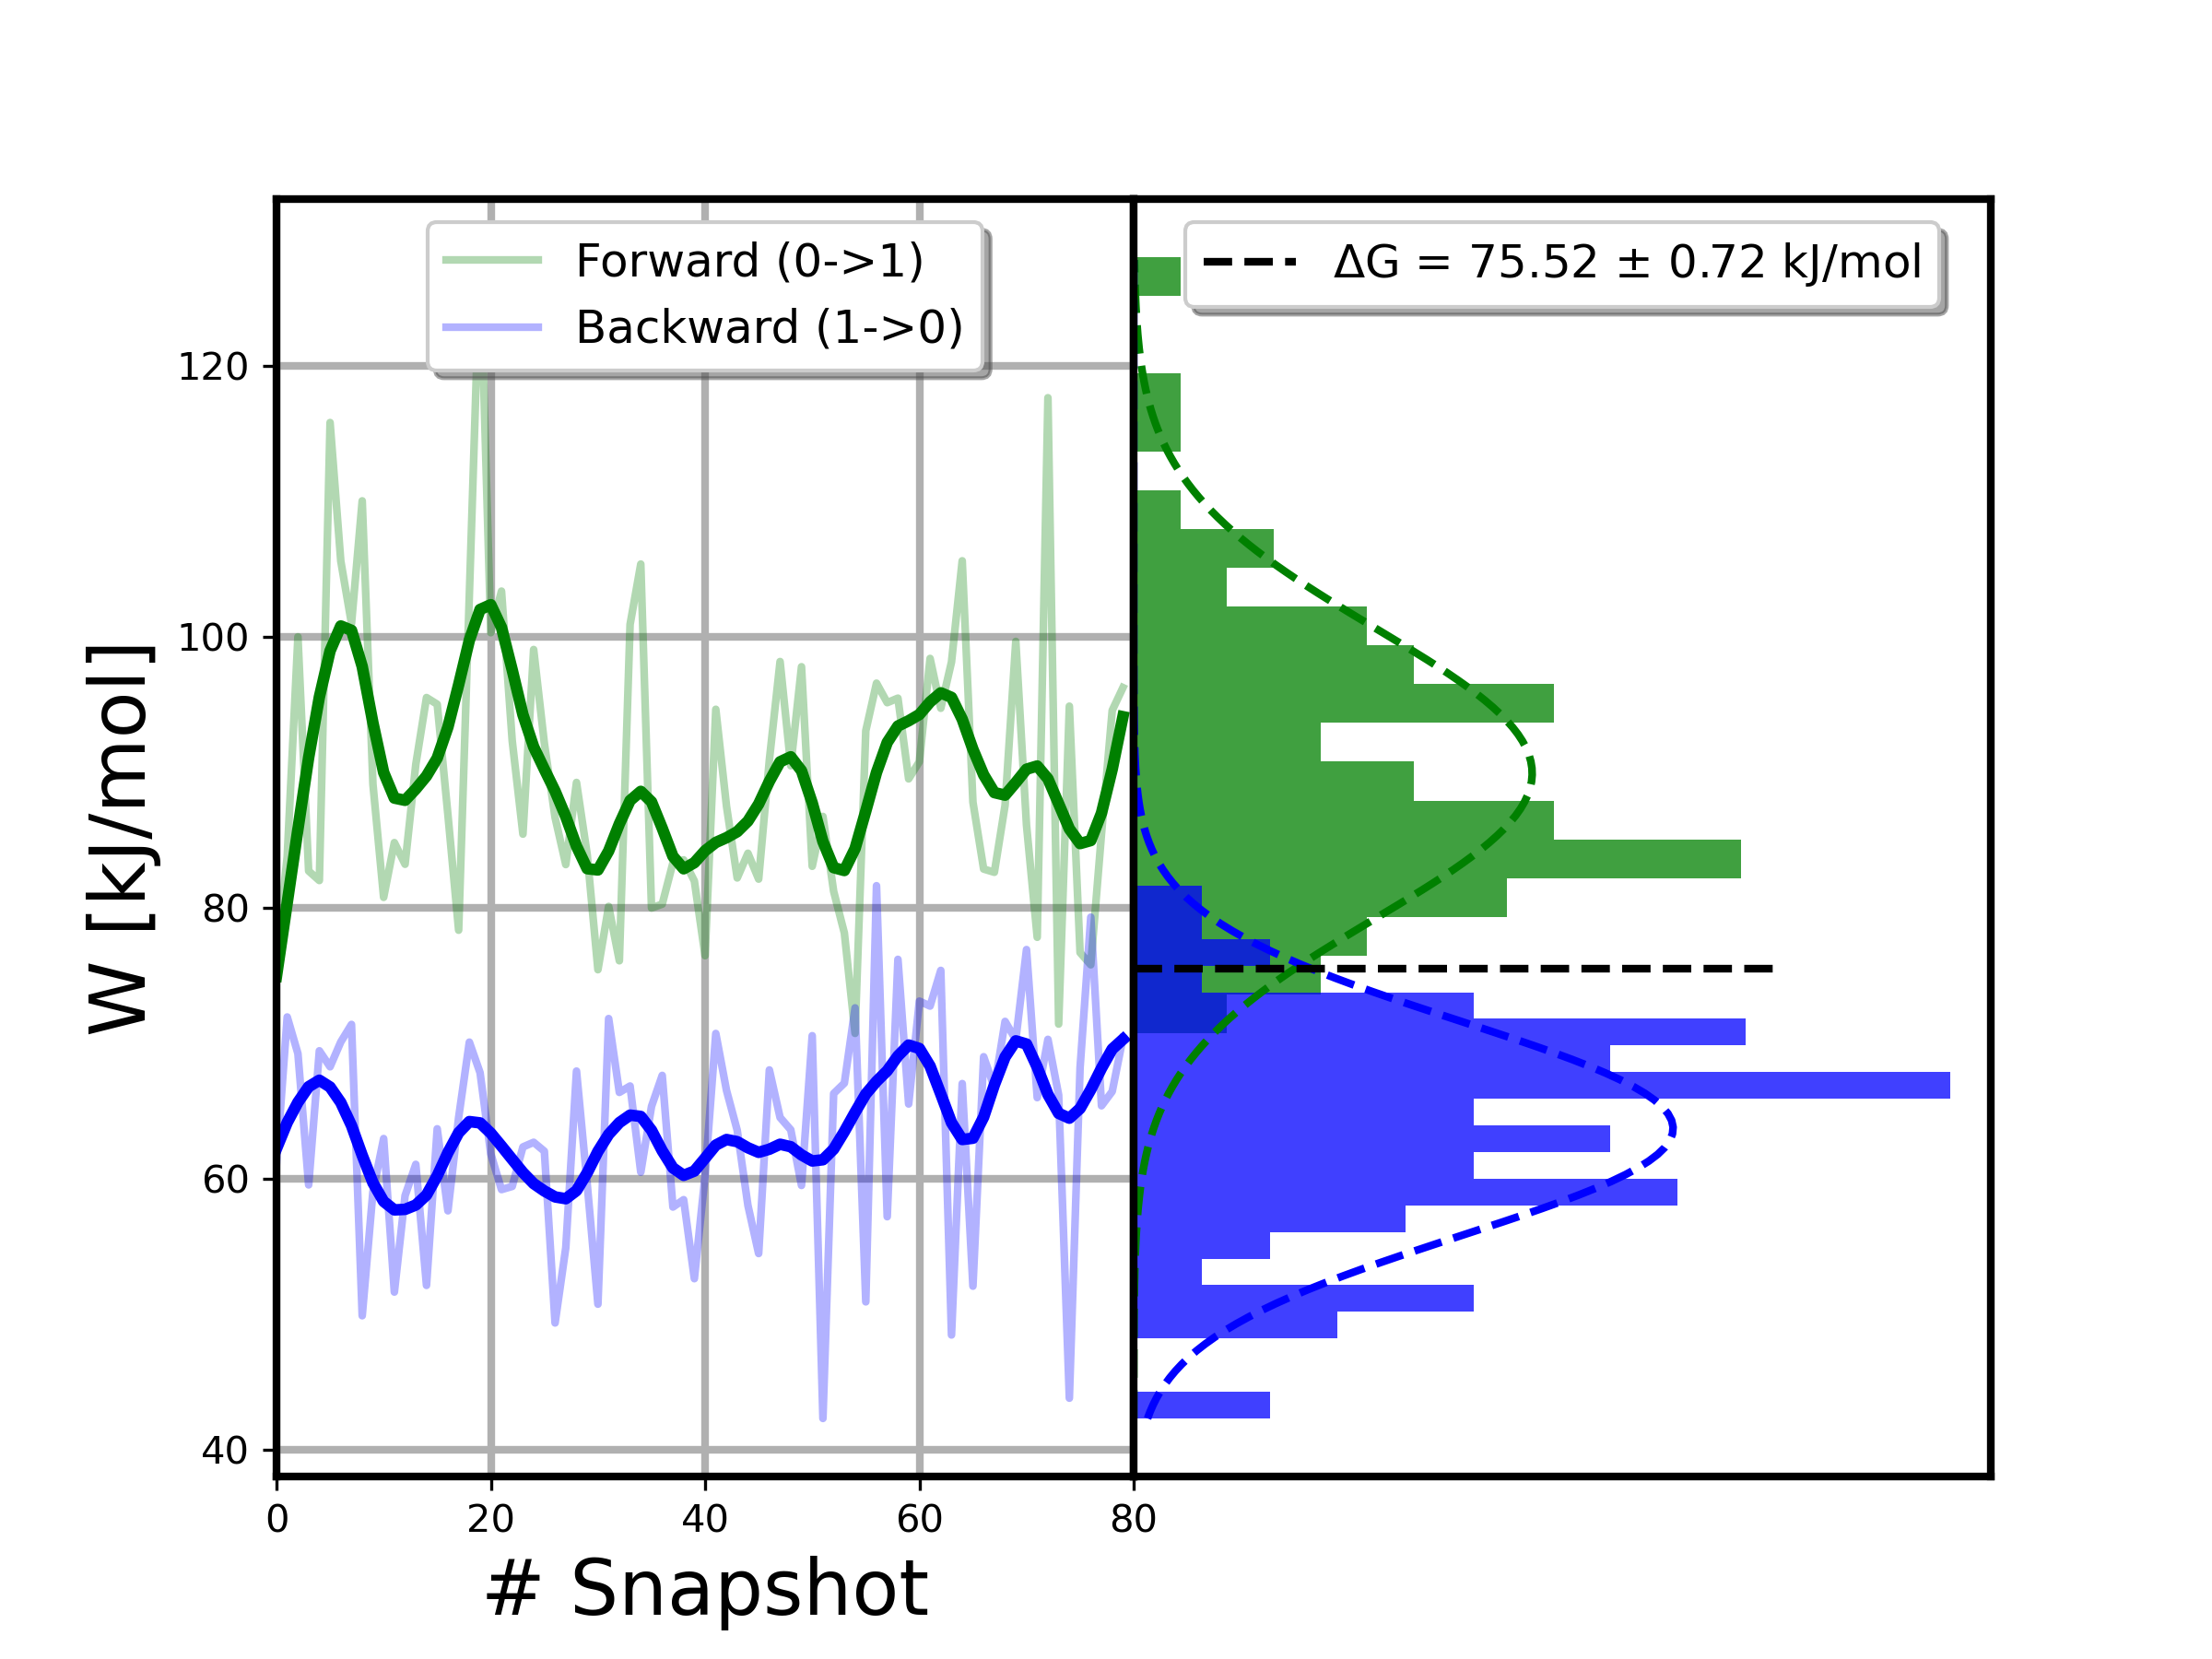 Forward (0->1)
Backward (1->0)
ΔG = 75.52 ± 0.72 kJ/mol
W [kJ/mol]
120
100
80
60
40
0 20 40 60 80
# Snapshot